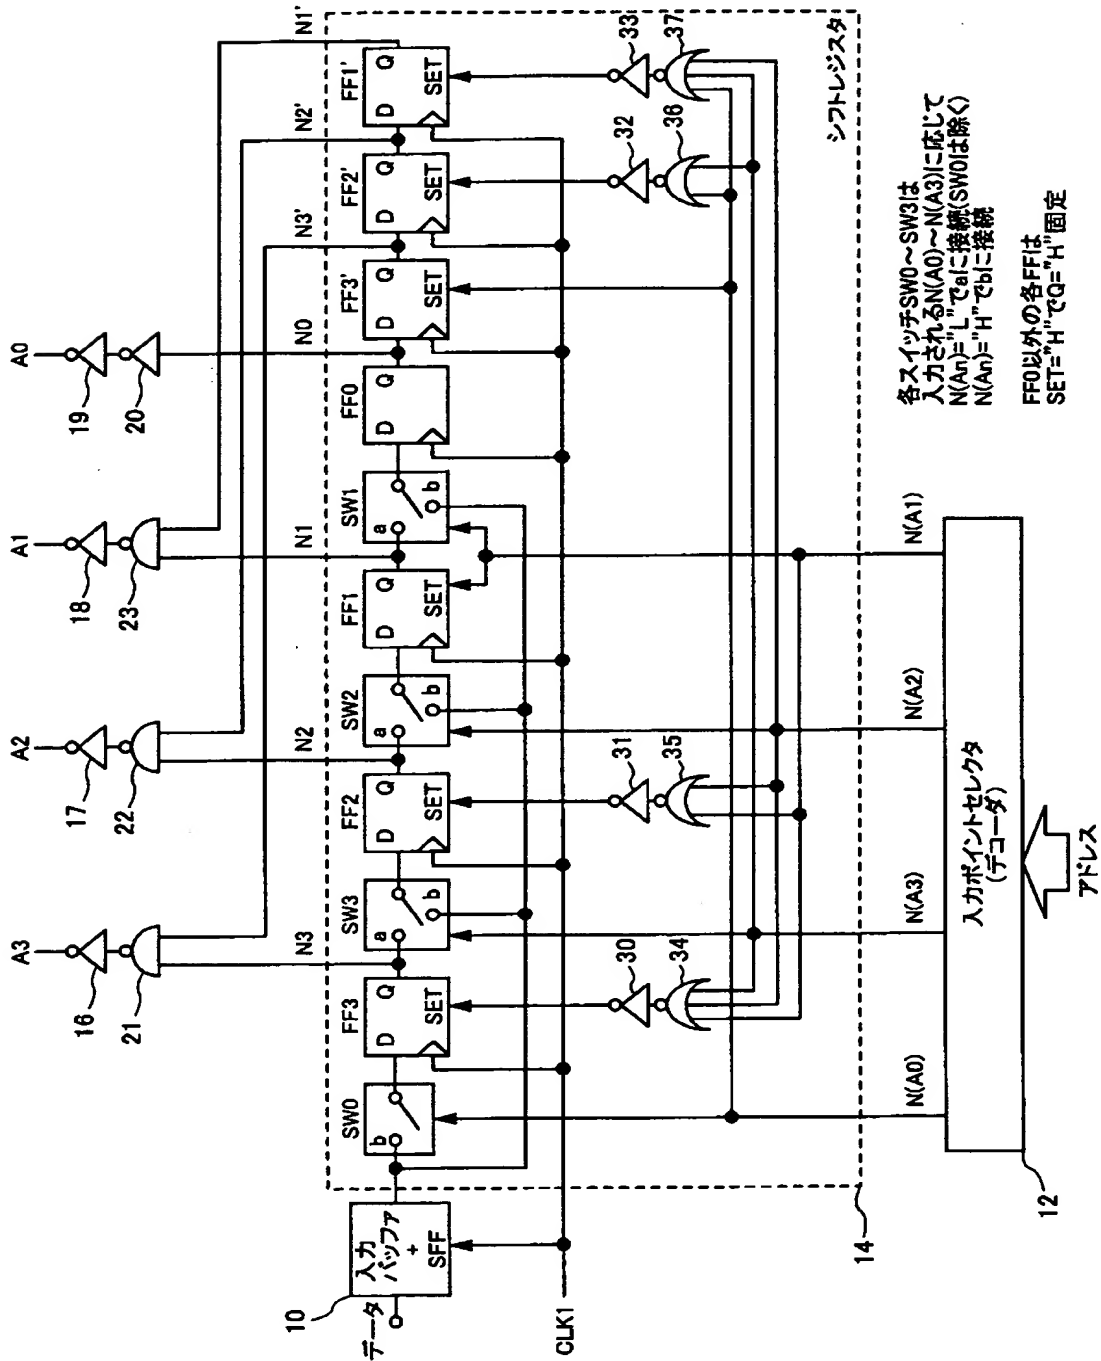 A3
A2
A1
A0
16
17
18
19
21
22
23
20
N3
N2
N1
N0
N3'
N2'
N1'
10
データ
入力
バッファ
+
SFF
SW0
b
FF3
D
Q
SET
SW3
a
b
FF2
D
Q
SET
SW2
a
b
FF1
D
Q
SET
SW1
a
b
FF0
D
Q
FF3'
D
Q
SET
FF2'
D
Q
SET
FF1'
D
Q
SET
CLK1
30
34
31
35
32
36
33
37
シフトレジスタ
14
N(A0)
N(A3)
N(A2)
N(A1)
12
入力ポイントセレクタ
(デコーダ)
アドレス
各スイッチSW0~SW3は
入力されるN(A0)~N(A3)に応じて
N(An)="L"でaに接続(SW0は除く)
N(An)="H"でbに接続
FF0以外の各FFは
SET="H"でQ="H"固定